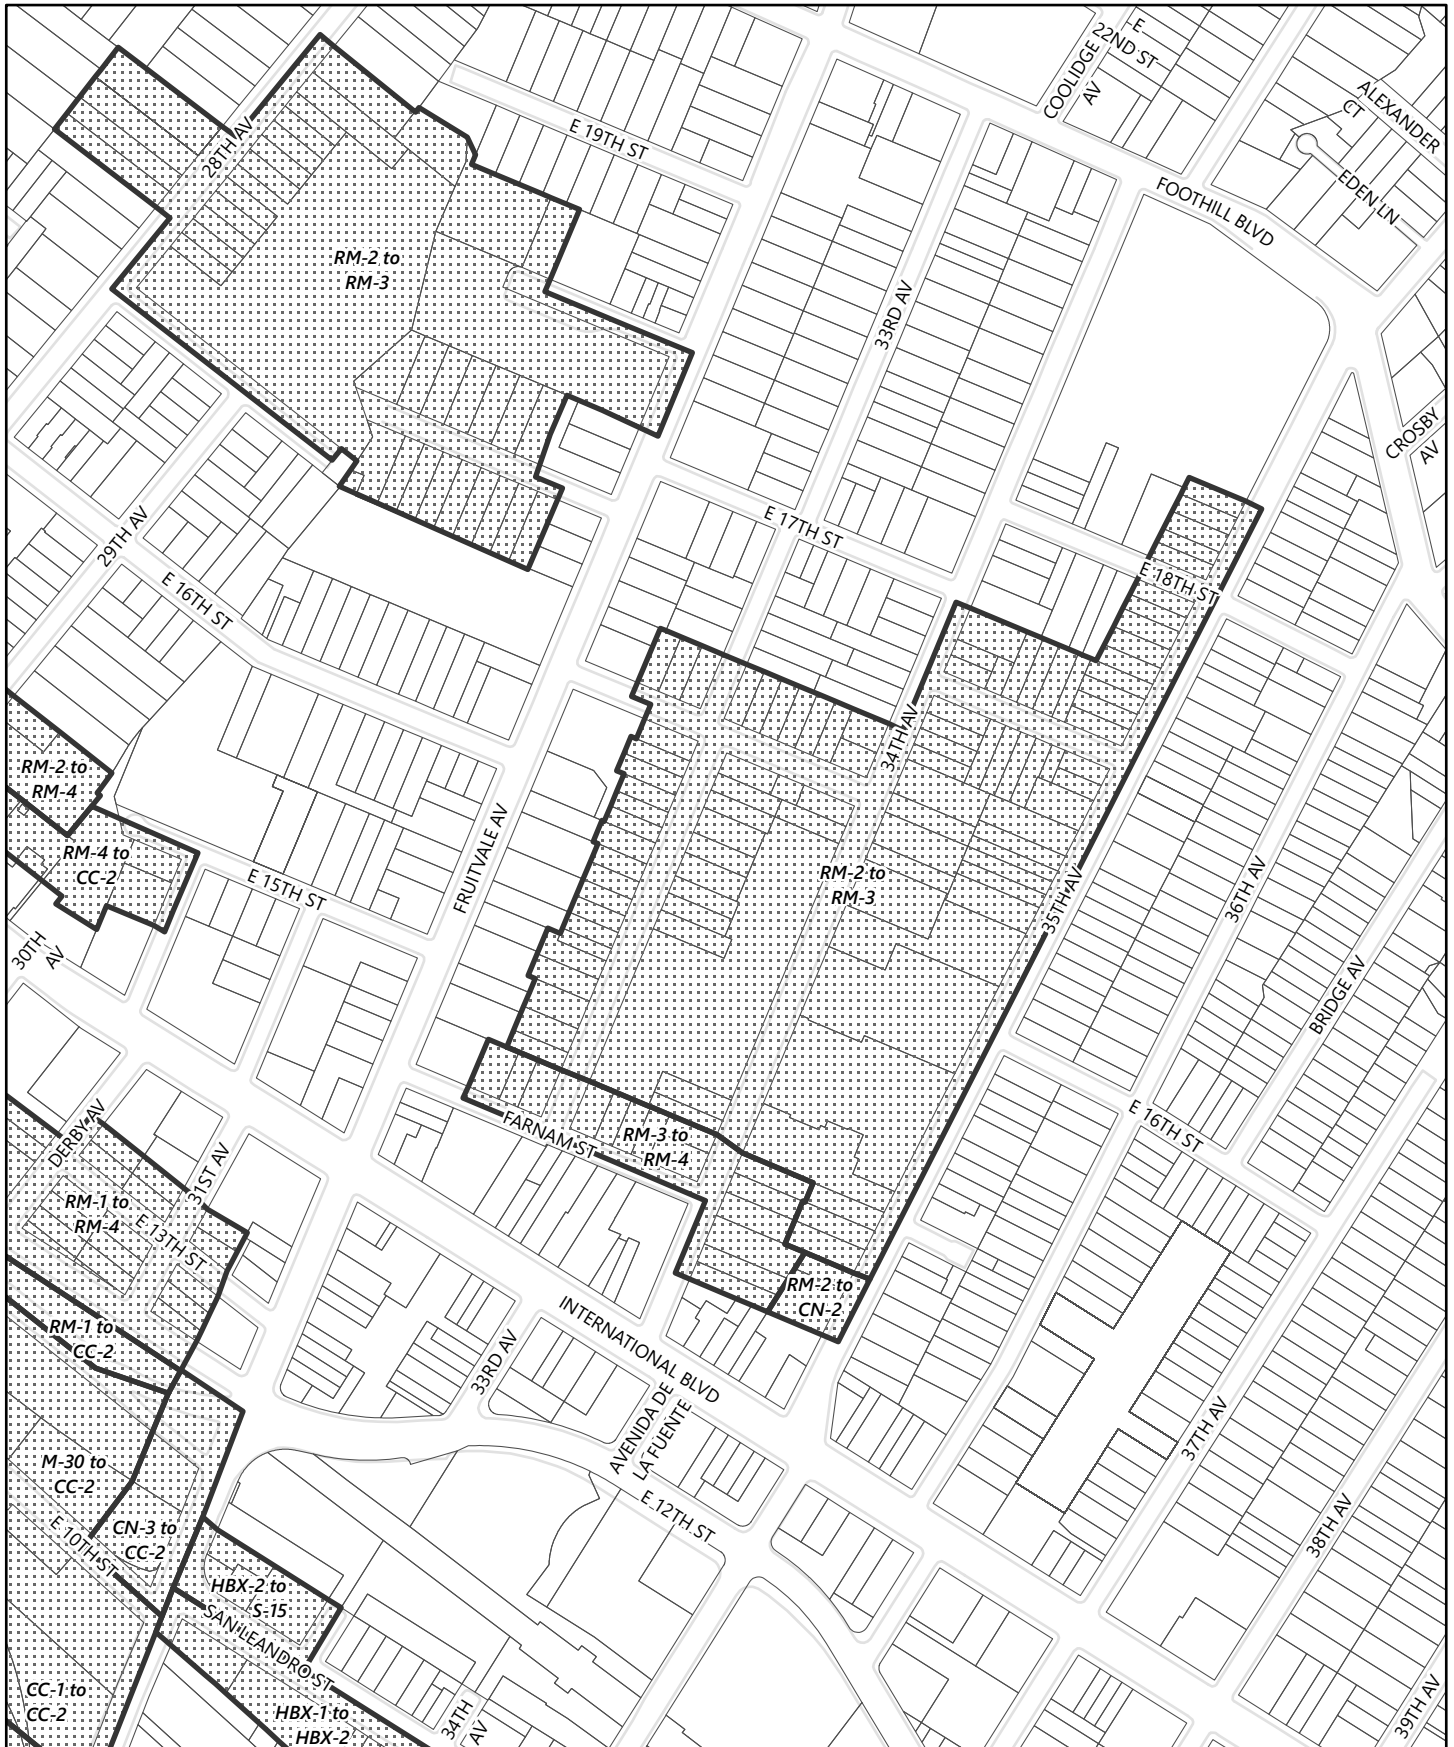 E
22ND ST
COOLIDGE
AV
ALEXANDER
CT
EDEN LN
E 19TH ST
28TH AV
FOOTHILL BLVD
RM-2 to
RM-3
33RD AV
CROSBY
AV
E 17TH ST
29TH AV
E 18TH ST
E 16TH ST
34TH AV
RM-2 to
RM-4
FRUITVALE AV
RM-4 to
CC-2
RM-2 to
RM-3
E 15TH ST
35TH AV
36TH AV
30TH
AV
BRIDGE AV
DERBY AV
FARNAM ST
RM-3 to
RM-4
E 16TH ST
31ST AV
RM-1 to
RM-4
E 13TH ST
RM-2 to
CN-2
RM-1 to
CC-2
INTERNATIONAL BLVD
33RD AV
AVENIDA DE
LA FUENTE
37TH AV
M-30 to
CC-2
E 12TH ST
38TH AV
CN-3 to
CC-2
E 10TH ST
HBX-2 to
S-15
SAN LEANDRO ST
CC-1 to
CC-2
HBX-1 to
HBX-2
34TH
AV
39TH AV